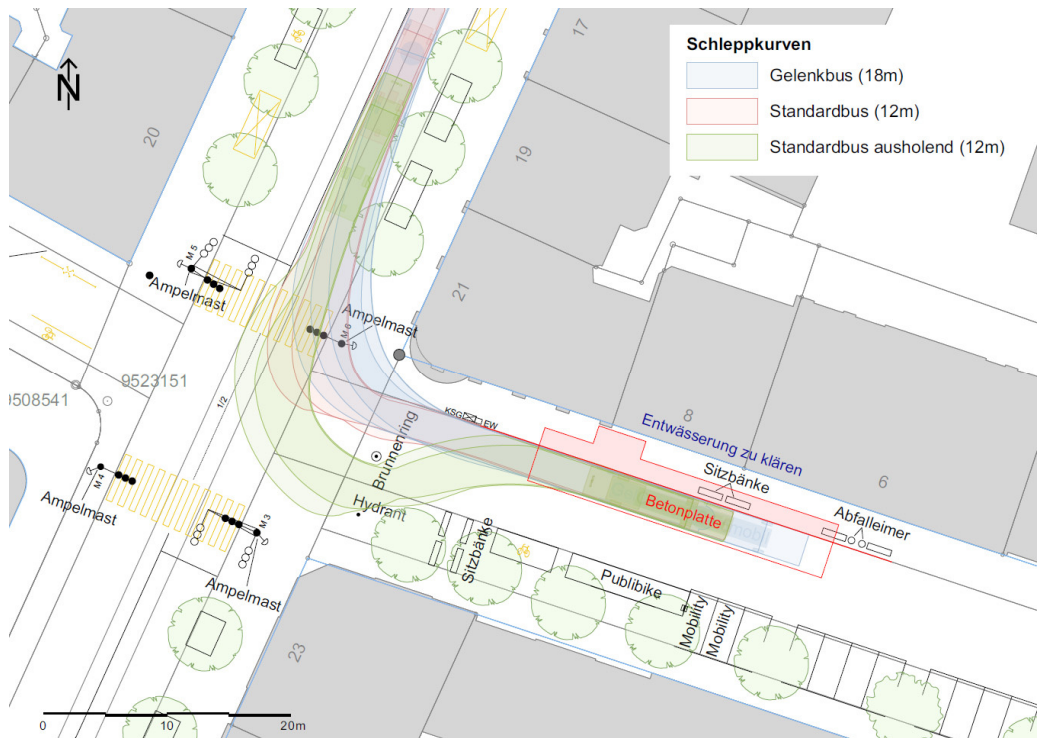 Schleppkurven
Gelenkbus (18m)
Standardbus (12m)
Standardbus ausholend (12m)
N
17
20
19
M 5
Ampelmast
21
Ampelmast
M 6
9523151
9508541
1/2
KSG
EW
8
Entwässerung zu klären
Brunnenring
Sitzbänke
6
Ampelmast
M 4
Hydrant
Betonplatte
Abfalleimer
M 3
Sitzbänke
Ampelmast
Publibike
Mobility
Mobility
23
0
10
20m